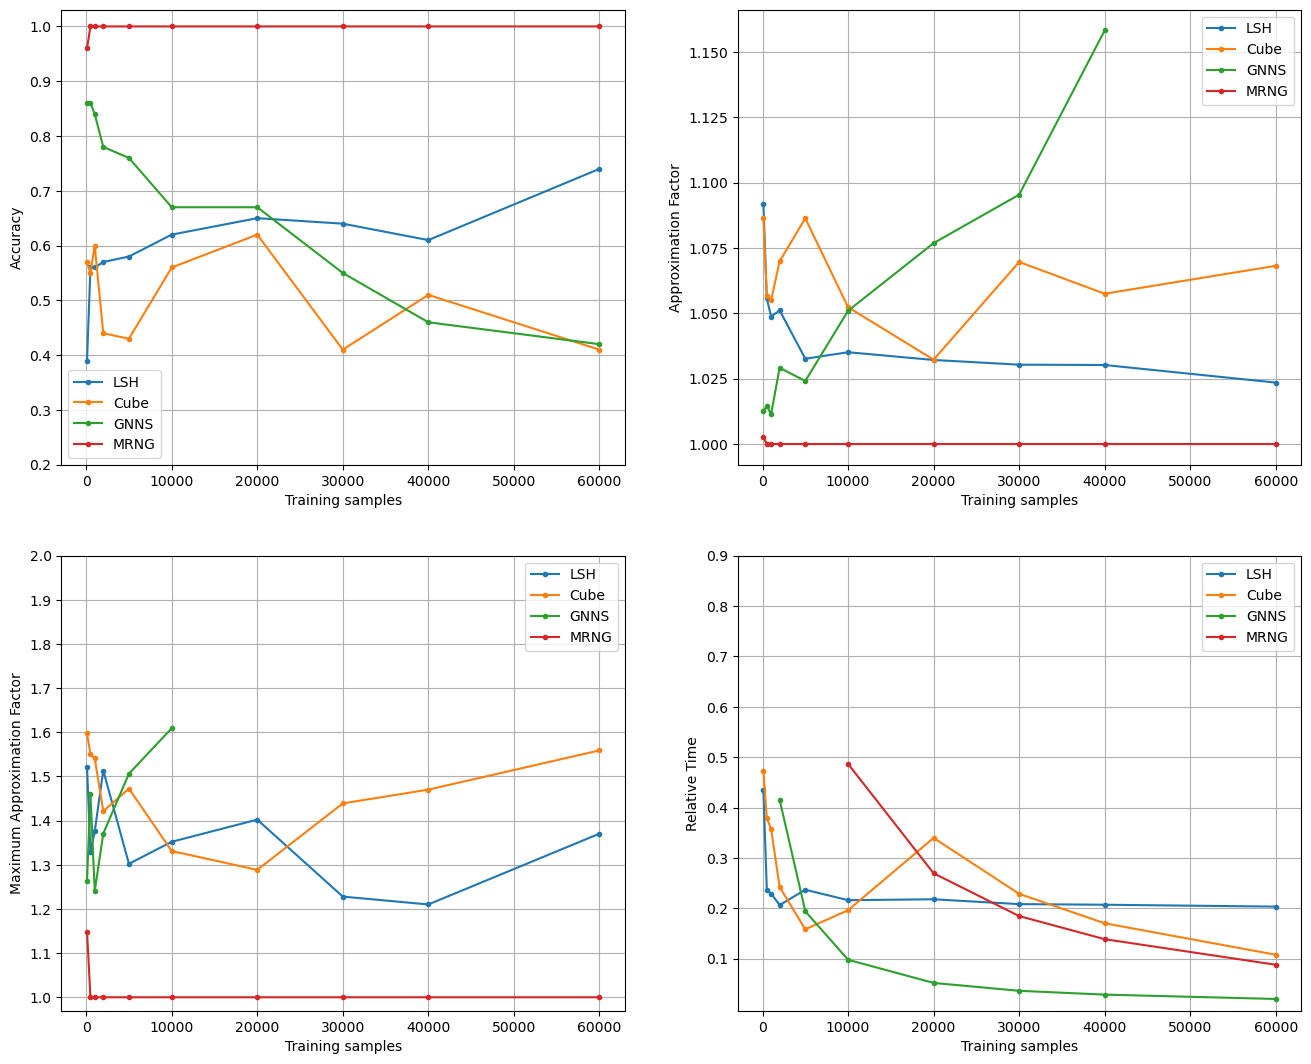 1.0
0.9
0.8
0.7
0.6
0.5
0.4
0.3
0.2
Accuracy
LSH
Cube
GNNS
MRNG
0 10000 20000 30000 40000 50000 60000
Training samples
1.150
1.125
1.100
1.075
1.050
1.025
1.000
Approximation Factor
LSH
Cube
GNNS
MRNG
0 10000 20000 30000 40000 50000 60000
Training samples
2.0
1.9
1.8
1.7
1.6
1.5
1.4
1.3
1.2
1.1
1.0
Maximum Approximation Factor
LSH
Cube
GNNS
MRNG
0 10000 20000 30000 40000 50000 60000
Training samples
0.9
0.8
0.7
0.6
0.5
0.4
0.3
0.2
0.1
Relative Time
LSH
Cube
GNNS
MRNG
0 10000 20000 30000 40000 50000 60000
Training samples